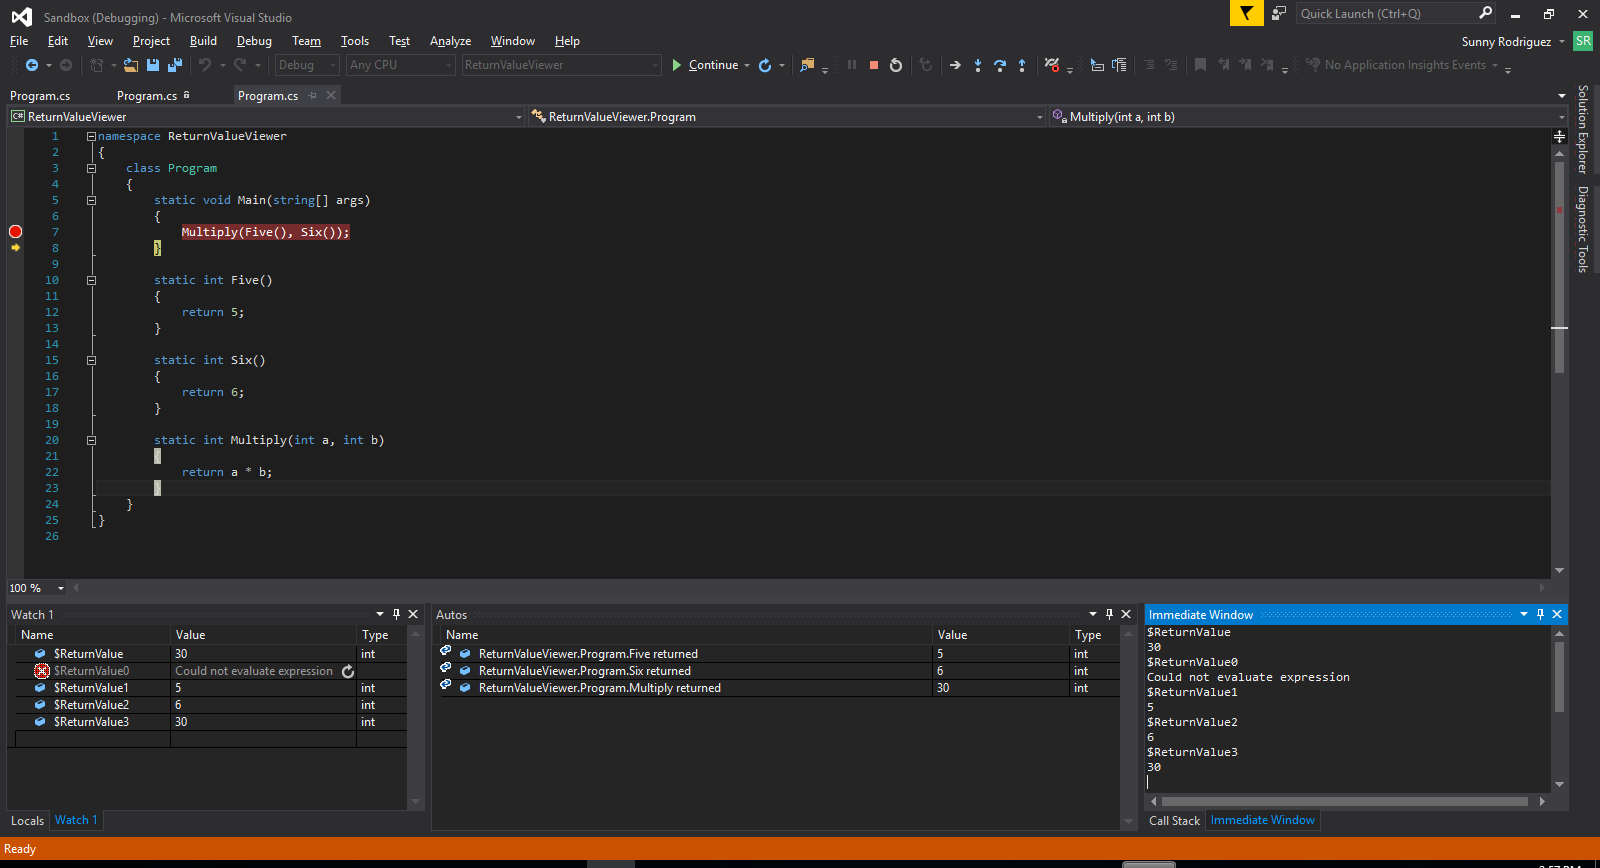 Sandbox (Debugging) - Microsoft Visual Studio
Quick Launch (Ctrl+Q)
File Edit View Project Build Debug Team Tools Test Analyze Window Help
Sunny Rodriguez SR
Debug Any CPU ReturnValueViewer Continue No Application Insights Events
Program.cs Program.cs Program.cs
C# ReturnValueViewer ReturnValueViewer.Program Multiply(int a, int b)
1 namespace ReturnValueViewer
2 {
3 class Program
4 {
5 static void Main(string[] args)
6 {
7 Multiply(Five(), Six());
8 }
9
10 static int Five()
11 {
12 return 5;
13 }
14
15 static int Six()
16 {
17 return 6;
18 }
19
20 static int Multiply(int a, int b)
21 {
22 return a * b;
23 }
24 }
25 }
26
Solution Explorer
Diagnostic Tools
100 %
Watch 1
Name Value Type
$ReturnValue 30 int
$ReturnValue0 Could not evaluate expression
$ReturnValue1 5 int
$ReturnValue2 6 int
$ReturnValue3 30 int
Locals Watch 1
Autos
Name Value Type
ReturnValueViewer.Program.Five returned 5 int
ReturnValueViewer.Program.Six returned 6 int
ReturnValueViewer.Program.Multiply returned 30 int
Immediate Window
$ReturnValue
30
$ReturnValue0
Could not evaluate expression
$ReturnValue1
5
$ReturnValue2
6
$ReturnValue3
30
Call Stack Immediate Window
Ready